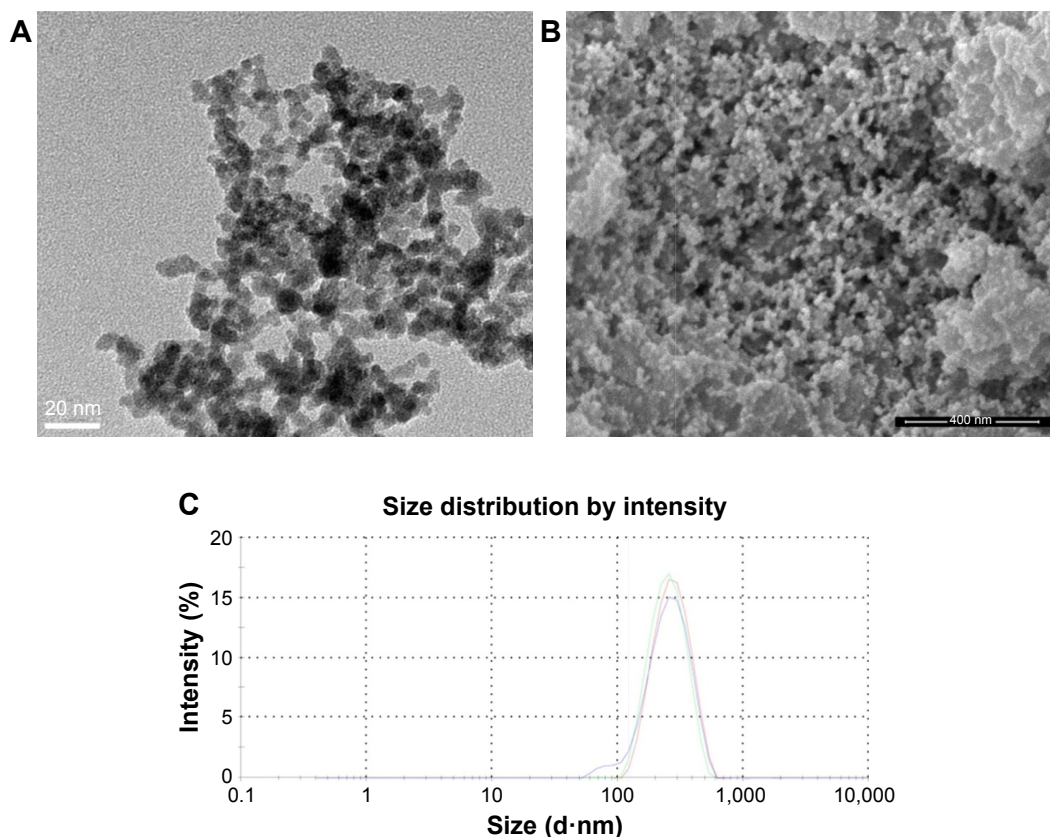 A
B
20 nm
400 nm
C
Size distribution by intensity
20
15
10
5
0
Intensity (%)
0.1
1
10
100
1,000
10,000
Size (d·nm)